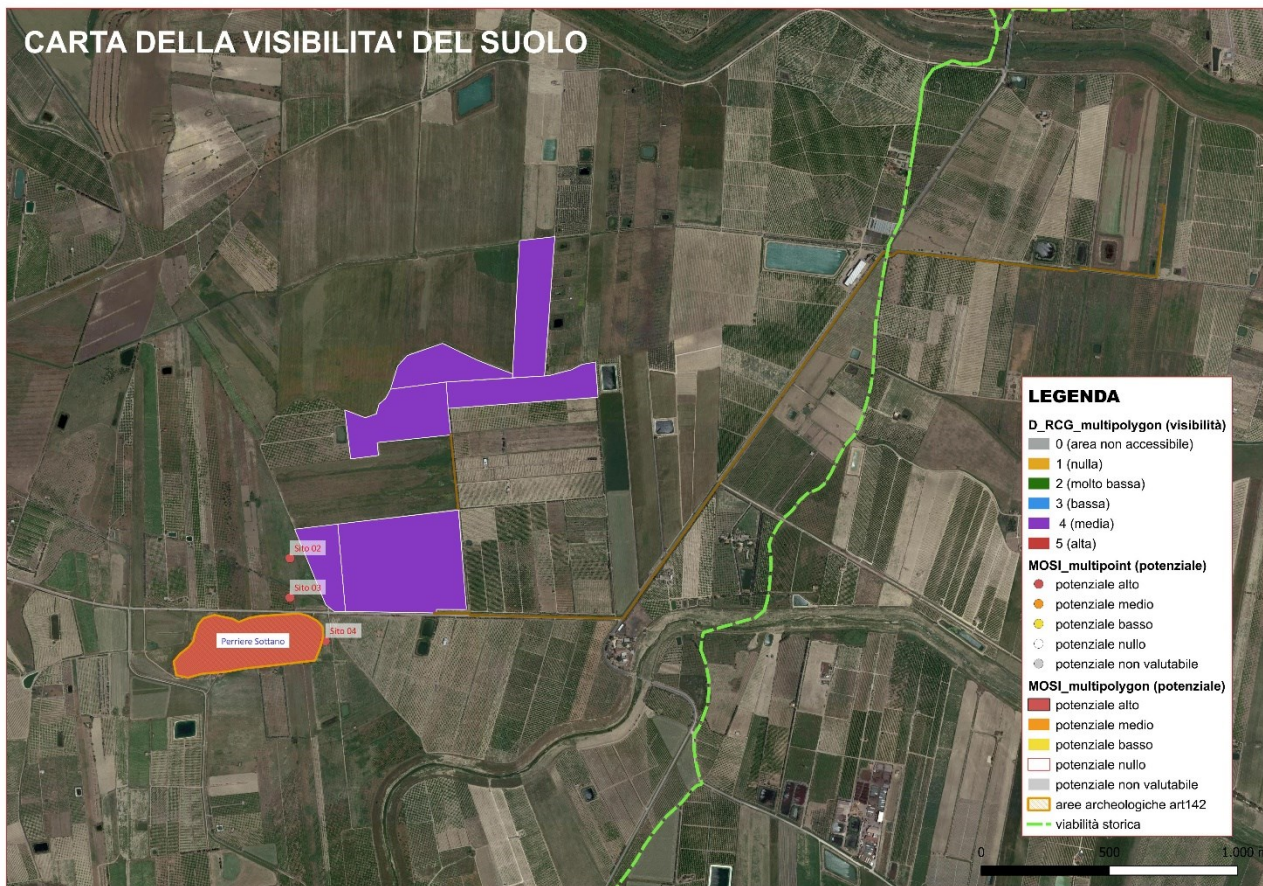 CARTA DELLA VISIBILITA' DEL SUOLO
Sito 02
Sito 03
Sito 04
Perriere Sottano
LEGENDA
D_RCG_multipolygon (visibilità)
0 (area non accessibile)
1 (nulla)
2 (molto bassa)
3 (bassa)
4 (media)
5 (alta)
MOSI_multipoint (potenziale)
potenziale alto
potenziale medio
potenziale basso
potenziale nullo
potenziale non valutabile
MOSI_multipolygon (potenziale)
potenziale alto
potenziale medio
potenziale basso
potenziale nullo
potenziale non valutabile
aree archeologiche art142
viabilità storica
0 500 1.000 m